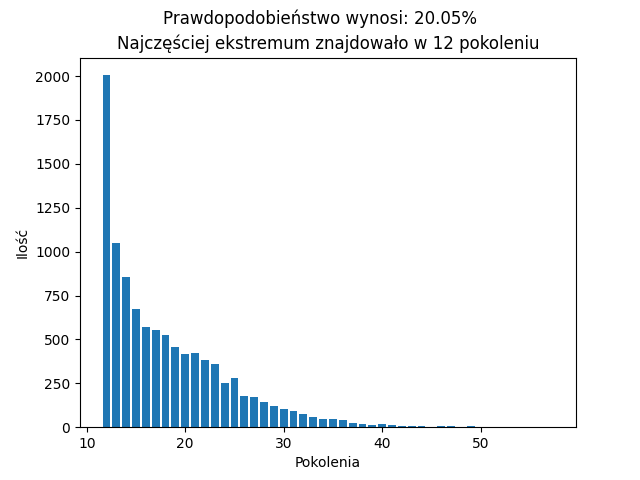 Prawdopodobieństwo wynosi: 20.05%
Najczęściej ekstremum znajdowało w 12 pokoleniu
2000
1750
1500
1250
1000
750
500
250
0
Ilość
10 20 30 40 50
Pokolenia